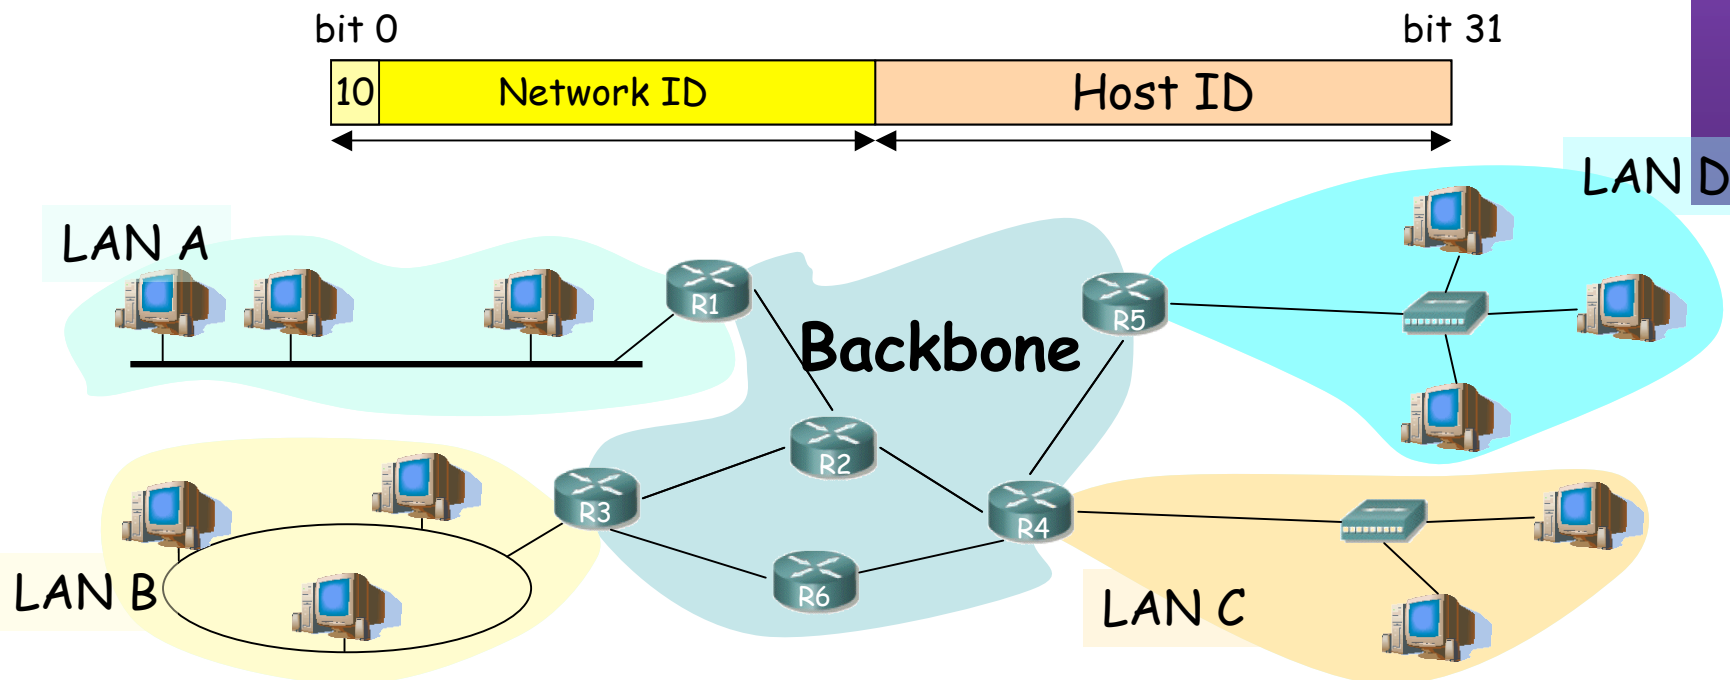 bit 0
bit 31
10
Network ID
Host ID
LAN D
LAN A
R1
R5
Backbone
R2
R3
R4
R6
LAN B
LAN C